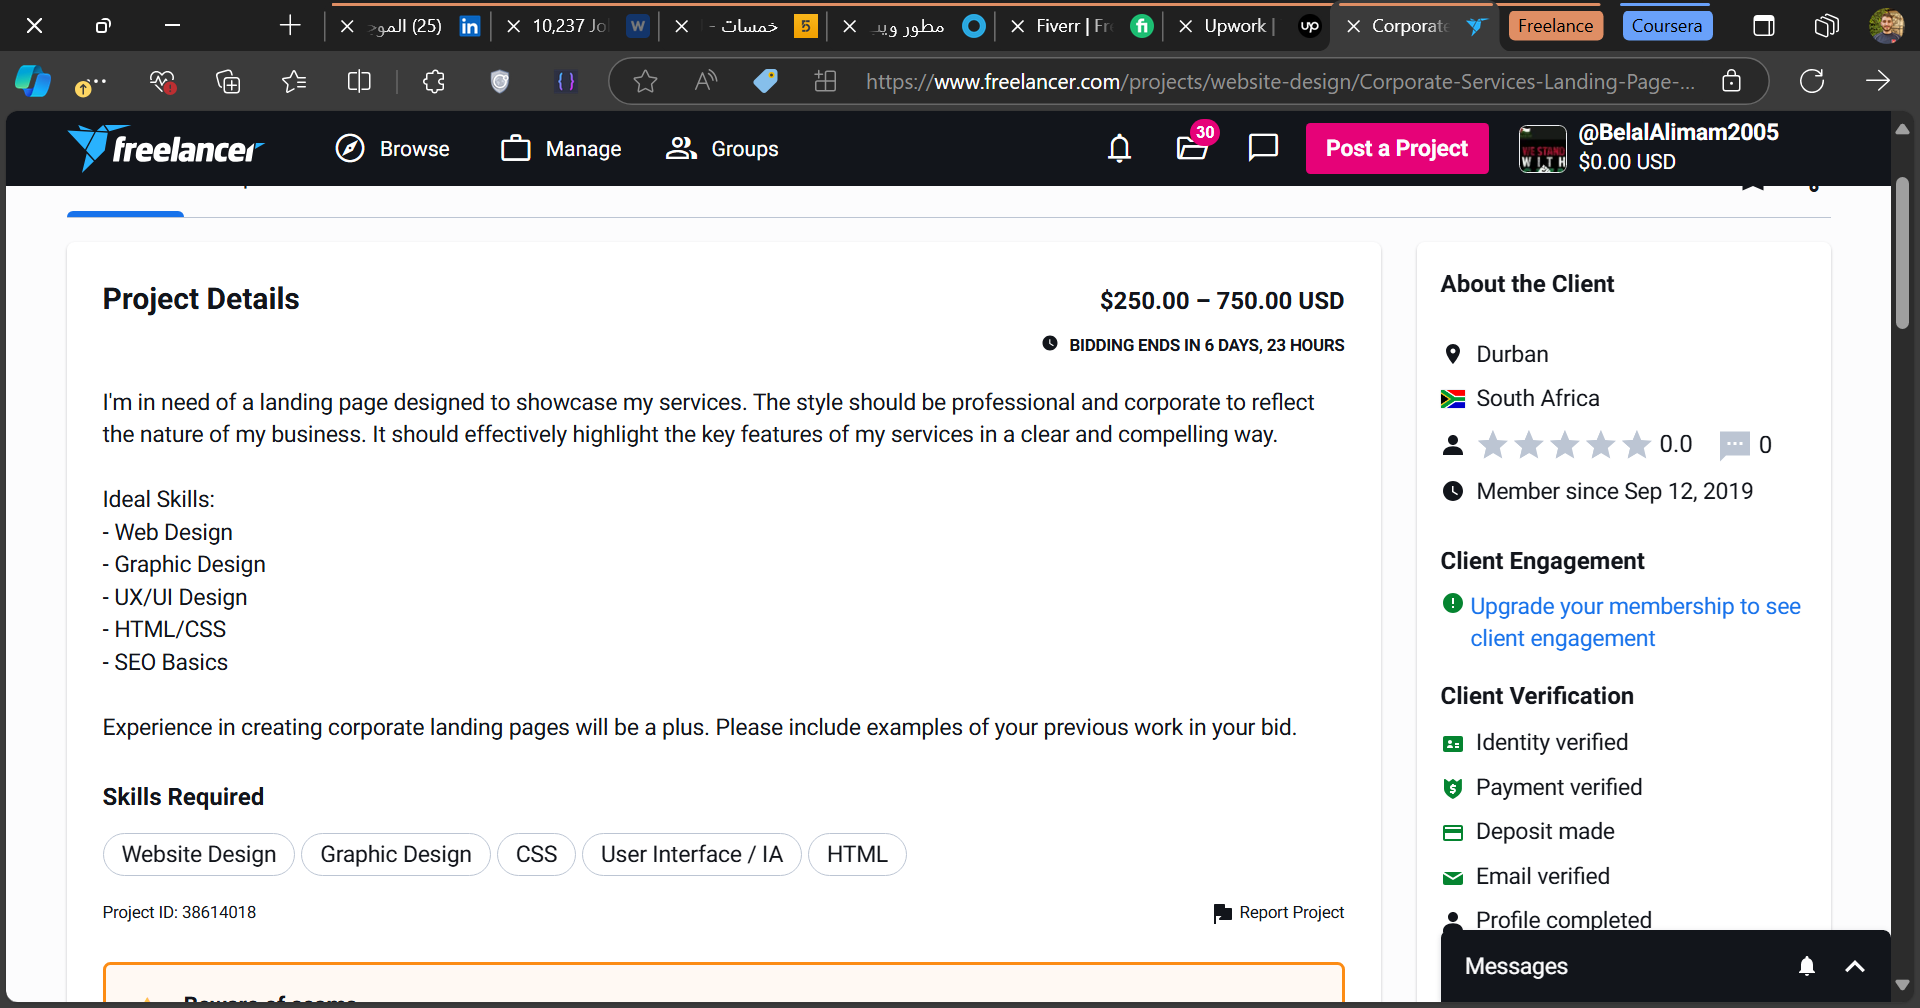 (25) الموج
10,237 Jo
خمسات -
مطور ويب
Fiverr | Fr
Upwork |
Corporate
Freelance
Coursera
https://www.freelancer.com/projects/website-design/Corporate-Services-Landing-Page-...
freelancer
Browse
Manage
Groups
30
Post a Project
@BelalAlimam2005
$0.00 USD
Project Details
$250.00 – 750.00 USD
BIDDING ENDS IN 6 DAYS, 23 HOURS
I'm in need of a landing page designed to showcase my services. The style should be professional and corporate to reflect
the nature of my business. It should effectively highlight the key features of my services in a clear and compelling way.
Ideal Skills:
- Web Design
- Graphic Design
- UX/UI Design
- HTML/CSS
- SEO Basics
Experience in creating corporate landing pages will be a plus. Please include examples of your previous work in your bid.
Skills Required
Website Design
Graphic Design
CSS
User Interface / IA
HTML
Project ID: 38614018
Report Project
Beware of scams
About the Client
Durban
South Africa
0.0
0
Member since Sep 12, 2019
Client Engagement
Upgrade your membership to see
client engagement
Client Verification
Identity verified
Payment verified
Deposit made
Email verified
Profile completed
Messages